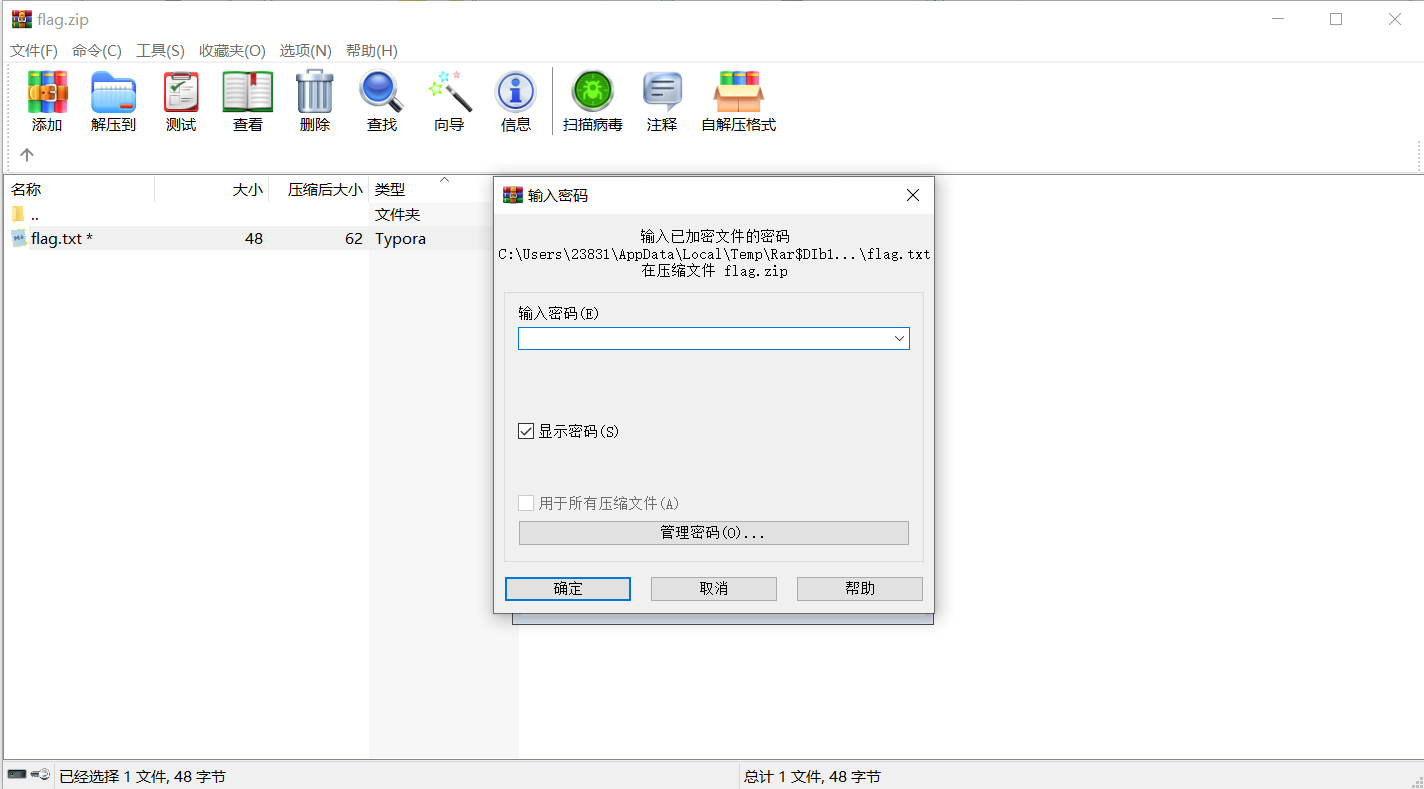 flag.zip
文件(F) 命令(C) 工具(S) 收藏夹(O) 选项(N) 帮助(H)
添加 解压到 测试 查看 删除 查找 向导 信息 扫描病毒 注释 自解压格式
名称 大小 压缩后大小 类型
.. 文件夹
flag.txt * 48 62 Typora
输入密码
输入已加密文件的密码
C:\Users\23831\AppData\Local\Temp\Rar$DIb1...\flag.txt
在压缩文件 flag.zip
输入密码(E)
显示密码(S)
用于所有压缩文件(A)
管理密码(O)...
确定 取消 帮助
已经选择 1 文件, 48 字节 总计 1 文件, 48 字节